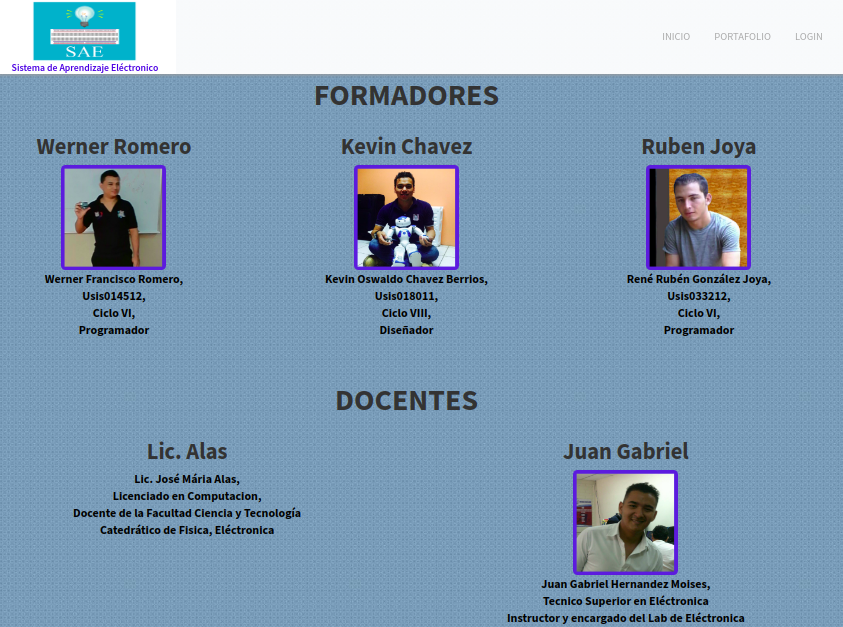 SAE
Sistema de Aprendizaje Eléctronico
INICIO PORTAFOLIO LOGIN
FORMADORES
Werner Romero
Werner Francisco Romero,
Usis014512,
Ciclo VI,
Programador
Kevin Chavez
Kevin Oswaldo Chavez Berrios,
Usis018011,
Ciclo VIII,
Diseñador
Ruben Joya
René Rubén González Joya,
Usis033212,
Ciclo VI,
Programador
DOCENTES
Lic. Alas
Lic. José Mária Alas,
Licenciado en Computacion,
Docente de la Facultad Ciencia y Tecnología
Catedrático de Fisica, Eléctronica
Juan Gabriel
Juan Gabriel Hernandez Moises,
Tecnico Superior en Eléctronica
Instructor y encargado del Lab de Eléctronica